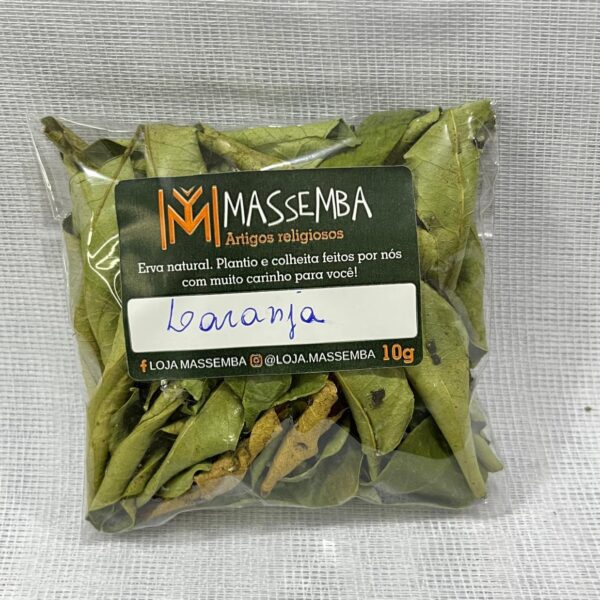 MASSEMBA
Artigos religiosos
Erva natural. Plantio e colheita feitos por nós
com muito carinho para você!
Laranja
LOJA MASSEMBA @LOJA.MASSEMBA 10g